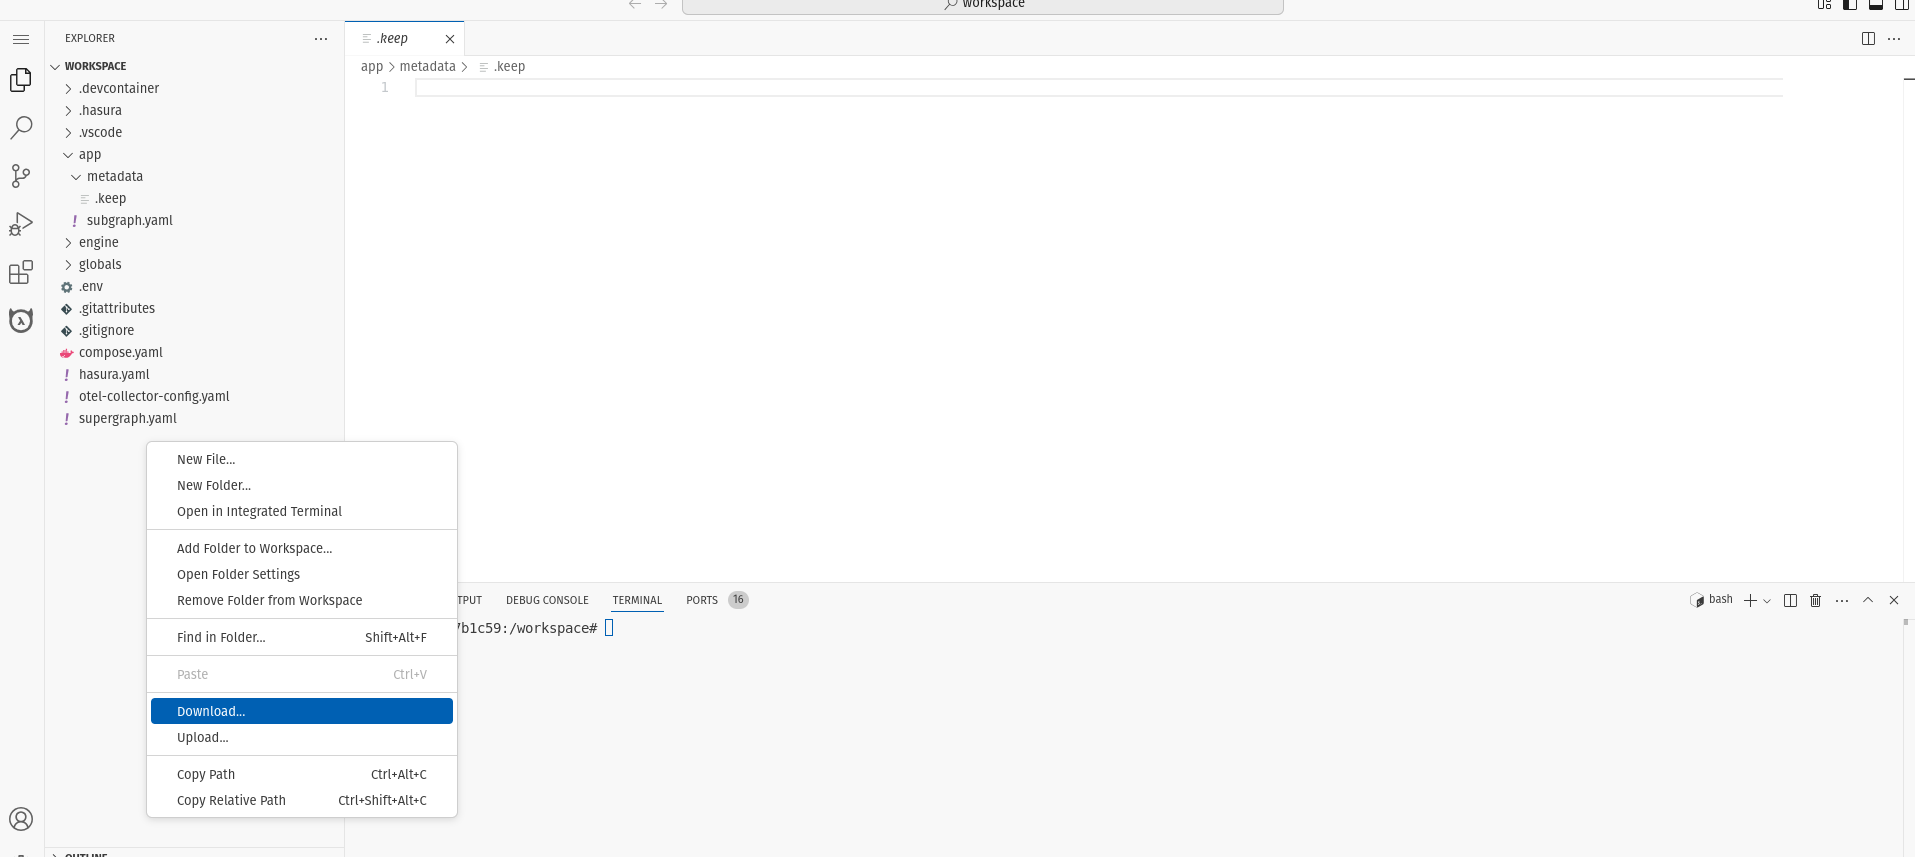 workspace
EXPLORER
.keep
WORKSPACE
app > metadata > .keep
.devcontainer
1
.hasura
.vscode
app
metadata
.keep
subgraph.yaml
engine
globals
.env
.gitattributes
.gitignore
compose.yaml
hasura.yaml
otel-collector-config.yaml
supergraph.yaml
New File...
New Folder...
Open in Integrated Terminal
Add Folder to Workspace...
Open Folder Settings
Remove Folder from Workspace
Find in Folder... Shift+Alt+F
Paste Ctrl+V
Download...
Upload...
Copy Path Ctrl+Alt+C
Copy Relative Path Ctrl+Shift+Alt+C
TPUT DEBUG CONSOLE TERMINAL PORTS 16
bash
7b1c59:/workspace#
OUTLINE